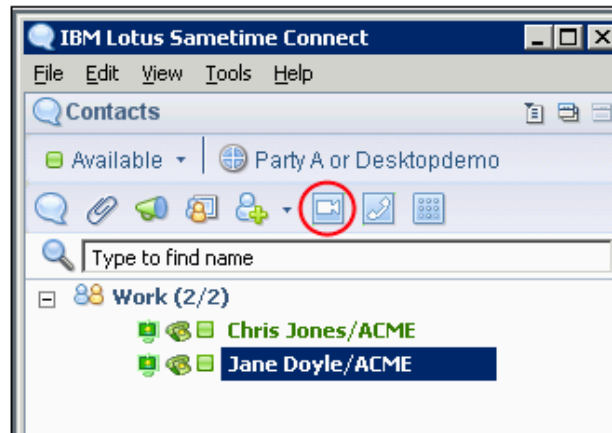 IBM Lotus Sametime Connect
File Edit View Tools Help
Contacts
Available Party A or Desktopdemo
Type to find name
Work (2/2)
Chris Jones/ACME
Jane Doyle/ACME